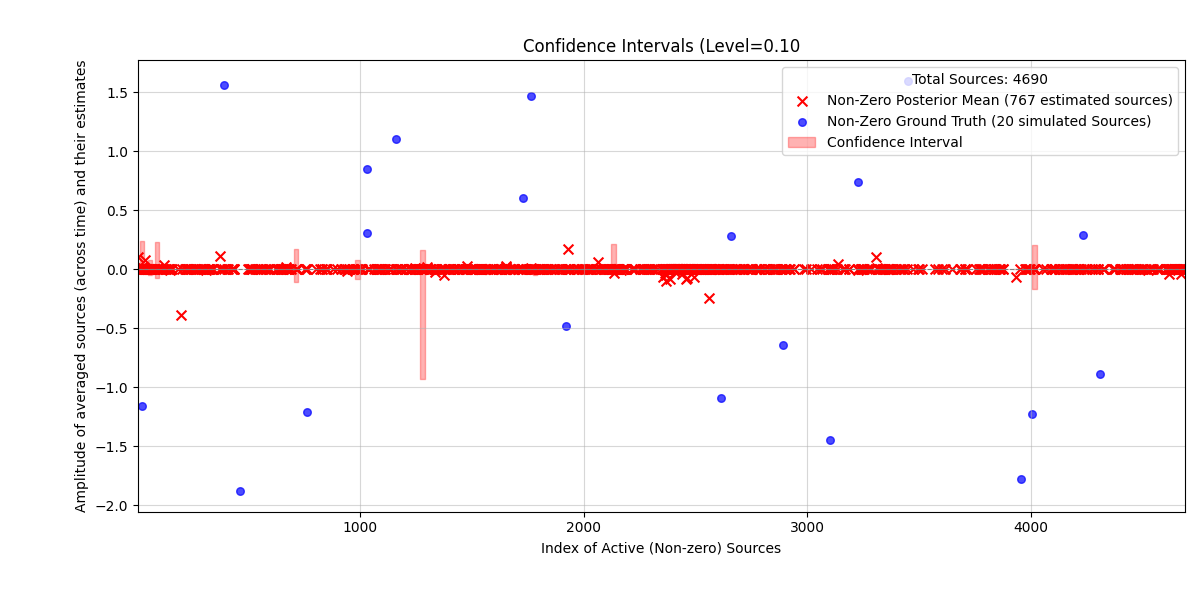 Confidence Intervals (Level=0.10
Amplitude of averaged sources (across time) and their estimates
1.5
1.0
0.5
0.0
−0.5
−1.0
−1.5
−2.0
Total Sources: 4690
Non-Zero Posterior Mean (767 estimated sources)
Non-Zero Ground Truth (20 simulated Sources)
Confidence Interval
1000
2000
3000
4000
Index of Active (Non-zero) Sources